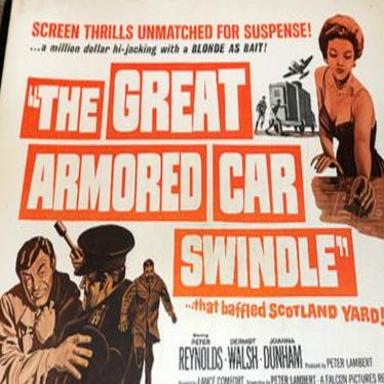 SCREEN THRILLS UNMATCHED FOR SUSPENSE!
...a million dollar hi-jacking with a BLONDE AS BAIT!
"THE GREAT
ARMORED CAR
SWINDLE"
...that baffled SCOTLAND YARD!
Starring
PETER DERMOT JOANNA
REYNOLDS · WALSH · DUNHAM Produced by PETER LAMBERT
LANCE COMFORT PETER LAMBERT A FALCON PICTURES